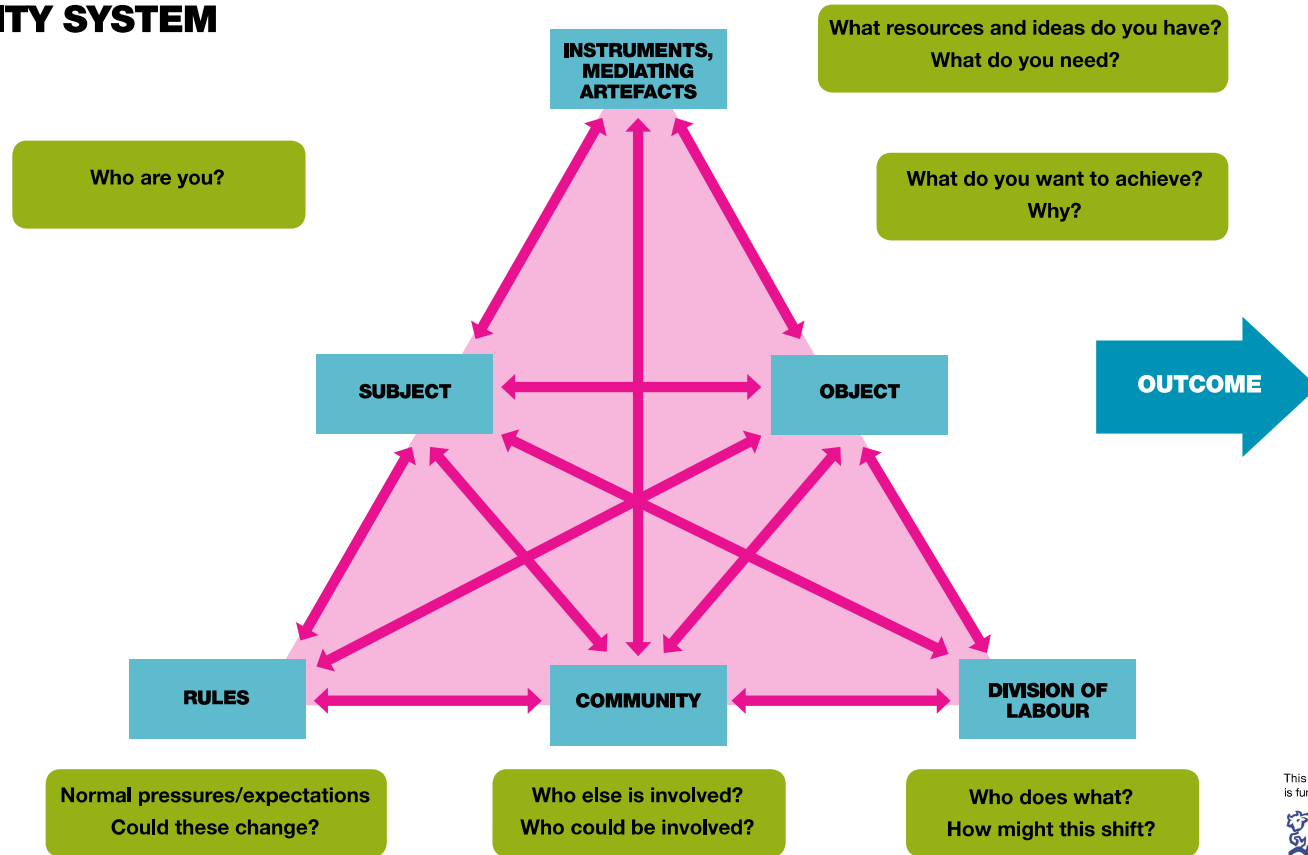 ITY SYSTEM
What resources and ideas do you have?
What do you need?
INSTRUMENTS,
MEDIATING
ARTEFACTS
Who are you?
What do you want to achieve?
Why?
SUBJECT
OBJECT
OUTCOME
RULES
COMMUNITY
DIVISION OF
LABOUR
Normal pressures/expectations
Could these change?
Who else is involved?
Who could be involved?
Who does what?
How might this shift?
This
is fur